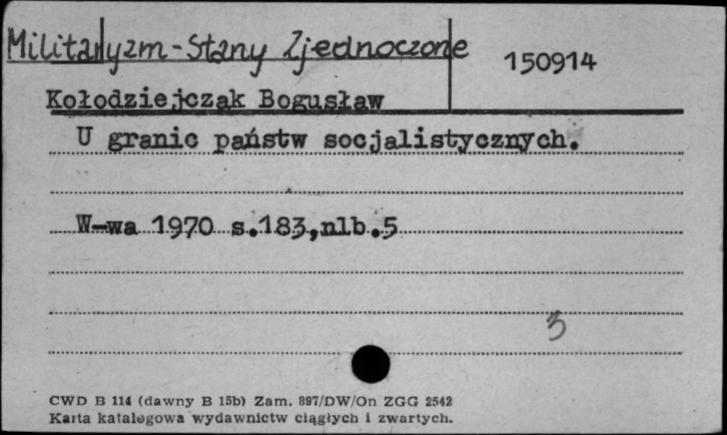 Militaryzm - Stany Zjednoczone
150914
Kołodziejczak Bogusław
U granic państw socjalistycznych.
W-wa 1970 s.183,nlb.5
3
CWD B 114 (dawny B 15b) Zam. 897/DW/On ZGG 2542
Karta katalogowa wydawnictw ciągłych i zwartych.